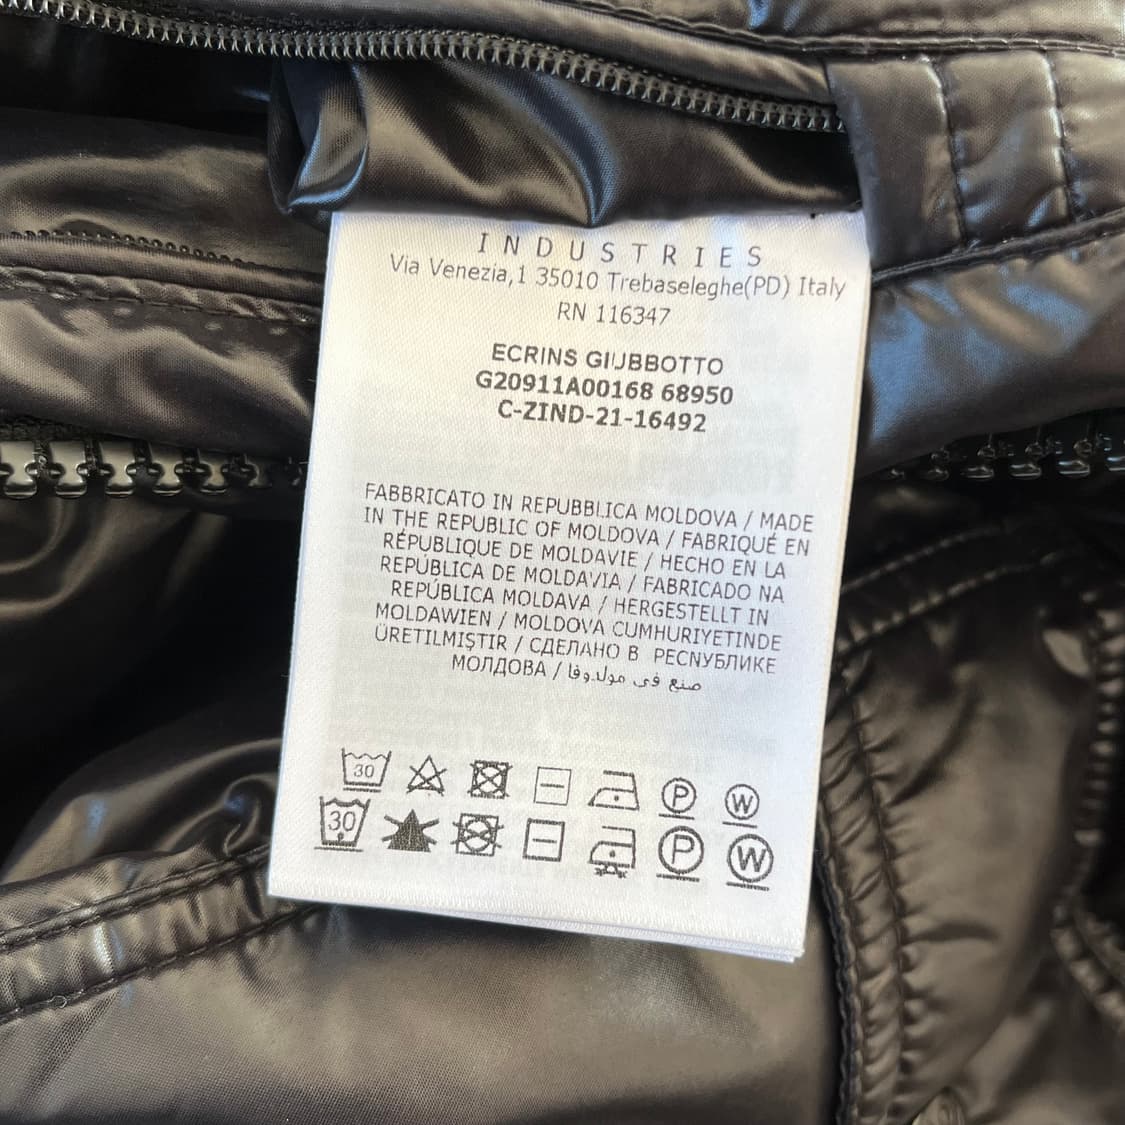 INDUSTRIES
Via Venezia,1 35010 Trebaseleghe(PD) Italy
RN 116347
ECRINS GIUBBOTTO
G20911A00168 68950
C-ZIND-21-16492
FABBRICATO IN REPUBBLICA MOLDOVA / MADE
IN THE REPUBLIC OF MOLDOVA / FABRIQUÉ EN
RÉPUBLIQUE DE MOLDAVIE / HECHO EN LA
REPÚBLICA DE MOLDAVIA / FABRICADO NA
REPÚBLICA MOLDAVA / HERGESTELLT IN
MOLDAWIEN / MOLDOVA CUMHURIYETINDE
ÜRETILMIŞTIR / СДЕЛАНО В РЕСПУБЛИКЕ
МОЛДОВА / صنع في مولدوفا
30 P W
30 P W